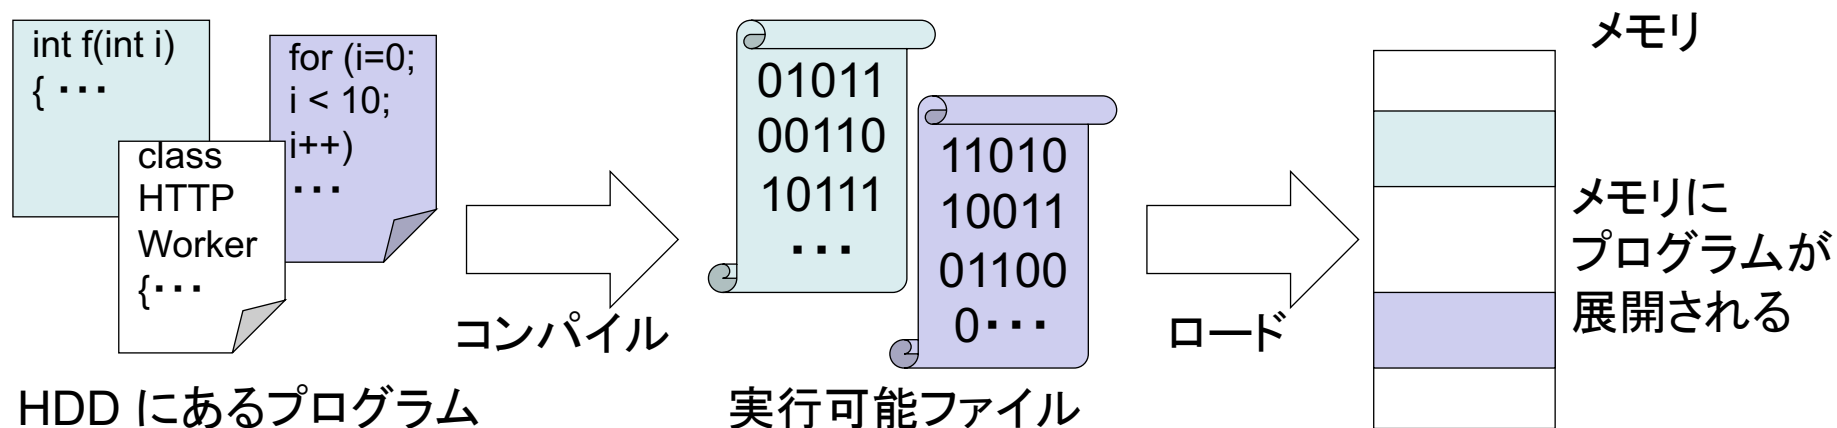 int f(int i)
{ ・・・
for (i=0;
i < 10;
i++)
・・・
class
HTTP
Worker
{・・・
HDD にあるプログラム
コンパイル
01011
00110
10111
・・・
11010
10011
01100
0・・・
実行可能ファイル
ロード
メモリ
メモリに
プログラムが
展開される